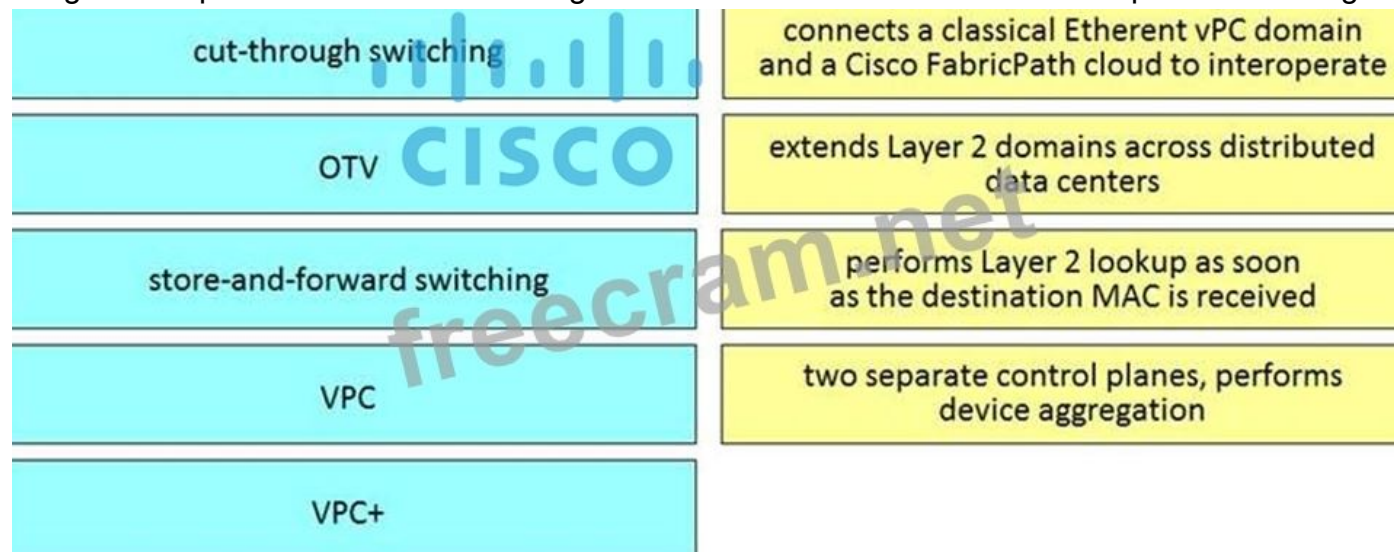 cut-through switching
connects a classical Etherent vPC domain
and a Cisco FabricPath cloud to interoperate
CISCO
OTV
extends Layer 2 domains across distributed
data centers
store-and-forward switching
performs Layer 2 lookup as soon
as the destination MAC is received
freecram.net
VPC
two separate control planes, performs
device aggregation
VPC+